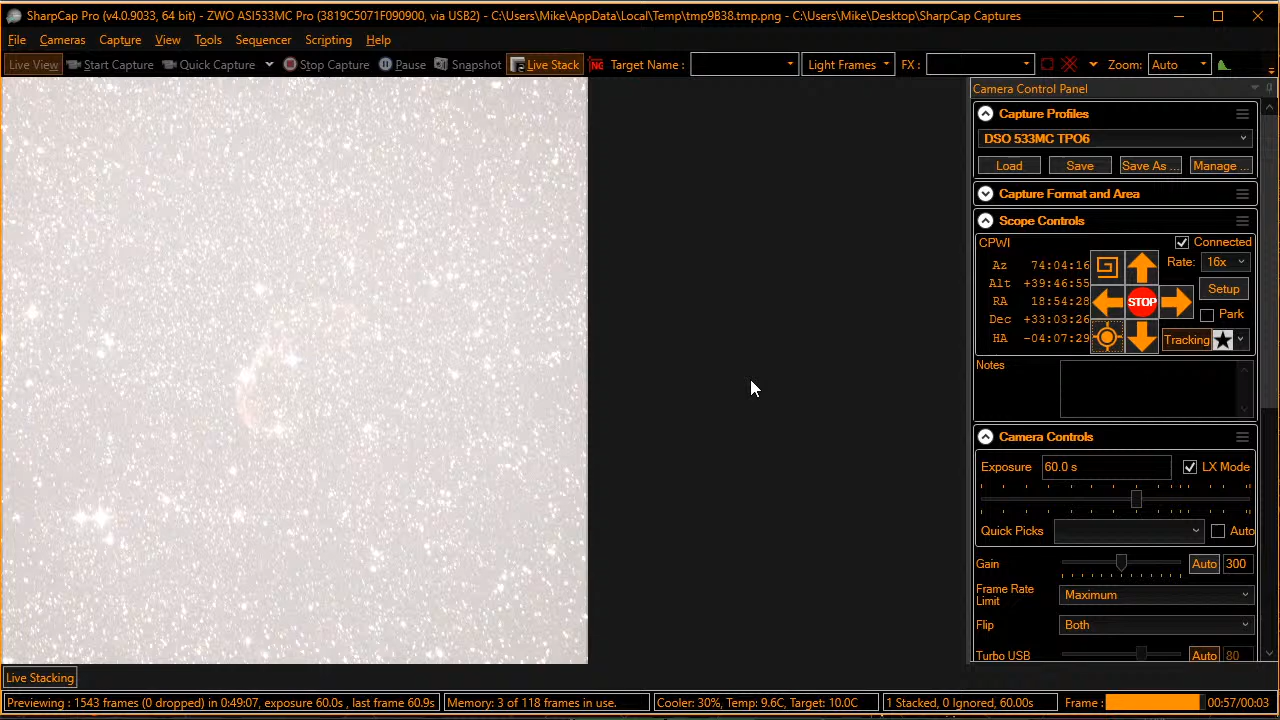 SharpCap Pro (v4.0.9033, 64 bit) - ZWO ASI533MC Pro (3819C5071F090900, via USB2) - C:\Users\Mike\AppData\Local\Temp\tmp9B38.tmp.png - C:\Users\Mike\Desktop\SharpCap Captures
File Cameras Capture View Tools Sequencer Scripting Help
Live View Start Capture Quick Capture Stop Capture Pause Snapshot Live Stack NG Target Name : Light Frames FX : Zoom: Auto
Camera Control Panel
Capture Profiles
DSO 533MC TPO6
Load Save Save As ... Manage ...
Capture Format and Area
Scope Controls
CPWI Connected
Az 74:04:16 Rate: 16x
Alt +39:46:55 Setup
RA 18:54:28 STOP
Dec +33:03:26 Park
HA -04:07:29 Tracking
Notes
Camera Controls
Exposure 60.0 s LX Mode
Quick Picks Auto
Gain Auto 300
Frame Rate
Limit Maximum
Flip Both
Turbo USB Auto 80
Live Stacking
Previewing : 1543 frames (0 dropped) in 0:49:07, exposure 60.0s , last frame 60.9s Memory: 3 of 118 frames in use. Cooler: 30%, Temp: 9.6C, Target: 10.0C 1 Stacked, 0 Ignored, 60.00s Frame : 00:57/00:03